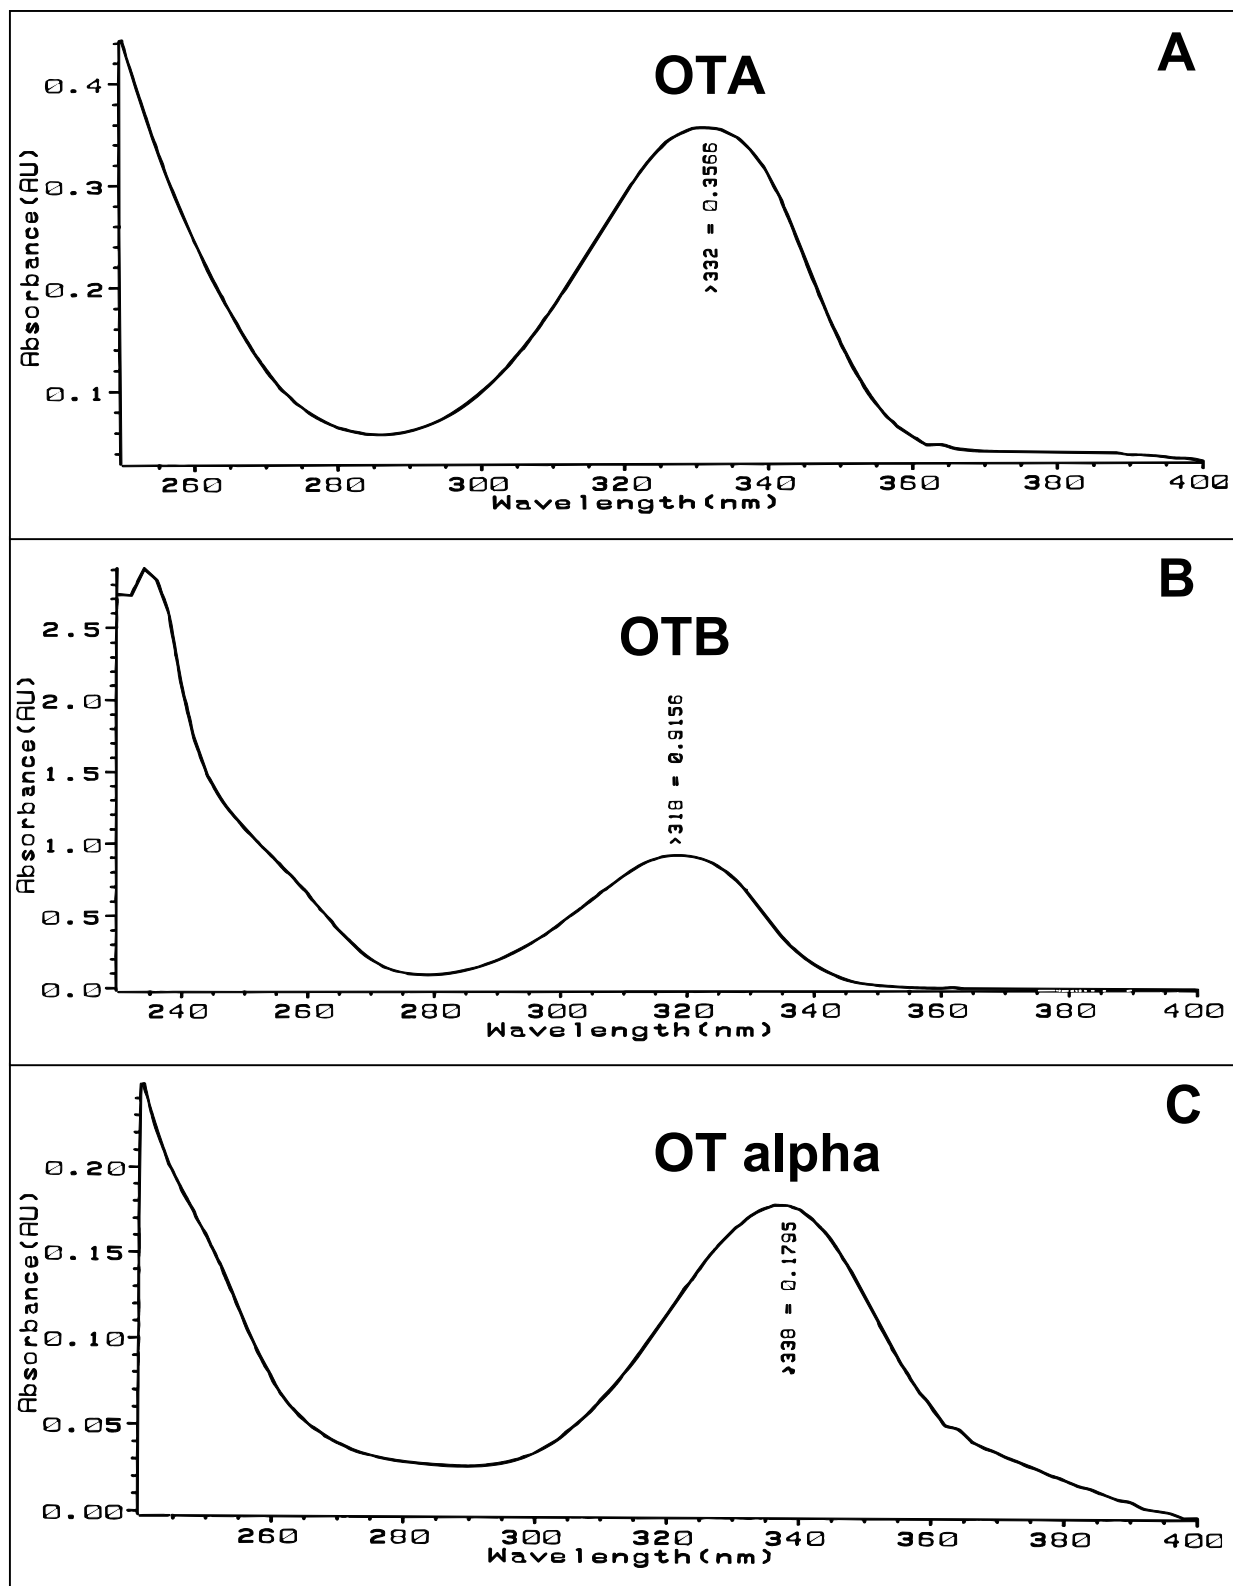 A
OTA
Absorbance(AU)
0.4
0.3
0.2
0.1
>332 = 0.3566
260 280 300 320 340 360 380 400
Wavelength(nm)
B
OTB
Absorbance(AU)
2.5
2.0
1.5
1.0
0.5
0.0
>318 = 0.9156
240 260 280 300 320 340 360 380 400
Wavelength(nm)
C
OT alpha
Absorbance(AU)
0.20
0.15
0.10
0.05
0.00
>338 = 0.1795
260 280 300 320 340 360 380 400
Wavelength(nm)